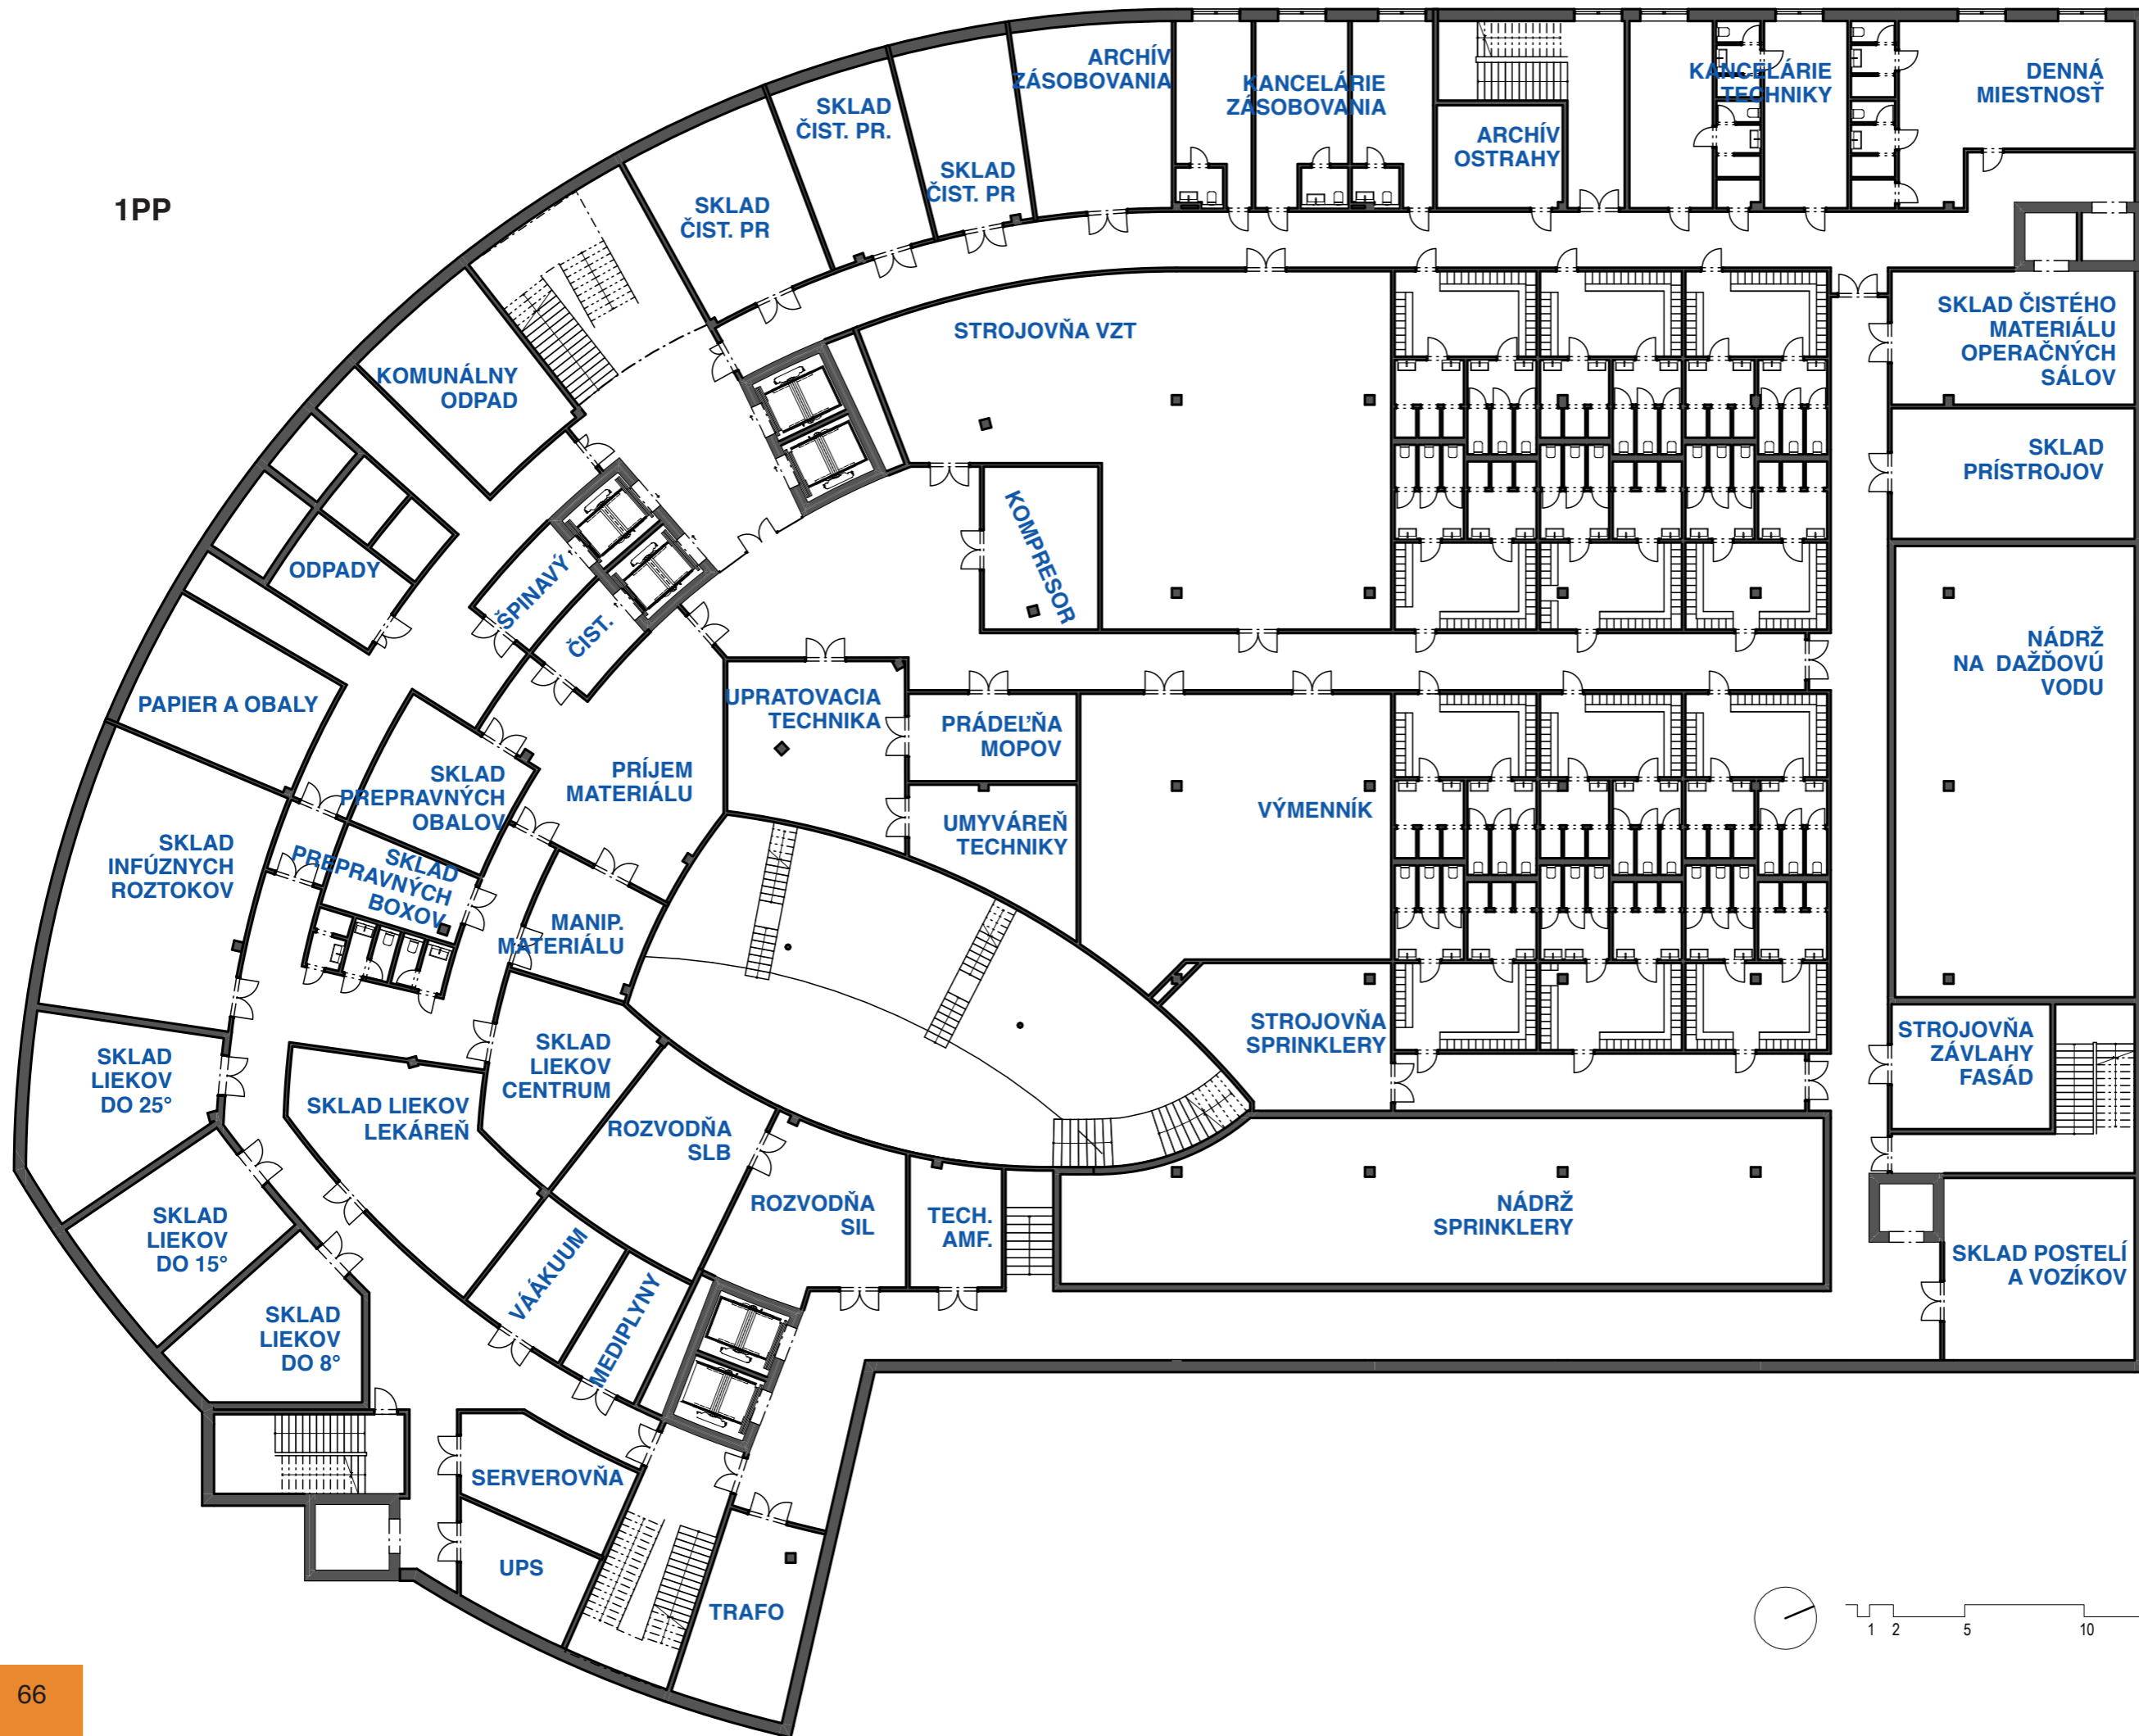 1PP
ARCHÍV
ZÁSOBOVANIA
KANCELÁRIE
ZÁSOBOVANIA
ARCHÍV
OSTRAHY
KANCELÁRIE
TECHNIKY
DENNÁ
MIESTNOSŤ
SKLAD
ČIST. PR.
SKLAD
ČIST. PR
SKLAD
ČIST. PR
KOMUNÁLNY
ODPAD
STROJOVŇA VZT
SKLAD ČISTÉHO
MATERIÁLU
OPERAČNÝCH
SÁLOV
SKLAD
PRÍSTROJOV
KOMPRESOR
ODPADY
ŠPINAVÝ
ČIST.
NÁDRŽ
NA DAŽĎOVÚ
VODU
PAPIER A OBALY
UPRATOVACIA
TECHNIKA
PRÁDEĽŇA
MOPOV
SKLAD
PREPRAVNÝCH
OBALOV
PRÍJEM
MATERIÁLU
UMYVÁREŇ
TECHNIKY
VÝMENNÍK
SKLAD
INFÚZNYCH
ROZTOKOV
SKLAD
PREPRAVNÝCH
BOXOV
MANIP.
MATERIÁLU
STROJOVŇA
SPRINKLERY
STROJOVŇA
ZÁVLAHY
FASÁD
SKLAD
LIEKOV
DO 25°
SKLAD LIEKOV
LEKÁREŇ
SKLAD
LIEKOV
CENTRUM
ROZVODŇA
SLB
ROZVODŇA
SIL
TECH.
AMF.
NÁDRŽ
SPRINKLERY
SKLAD POSTELÍ
A VOZÍKOV
SKLAD
LIEKOV
DO 15°
VÁÁKUUM
MEDIPLYNY
SKLAD
LIEKOV
DO 8°
SERVEROVŇA
UPS
TRAFO
1 2 5 10
66